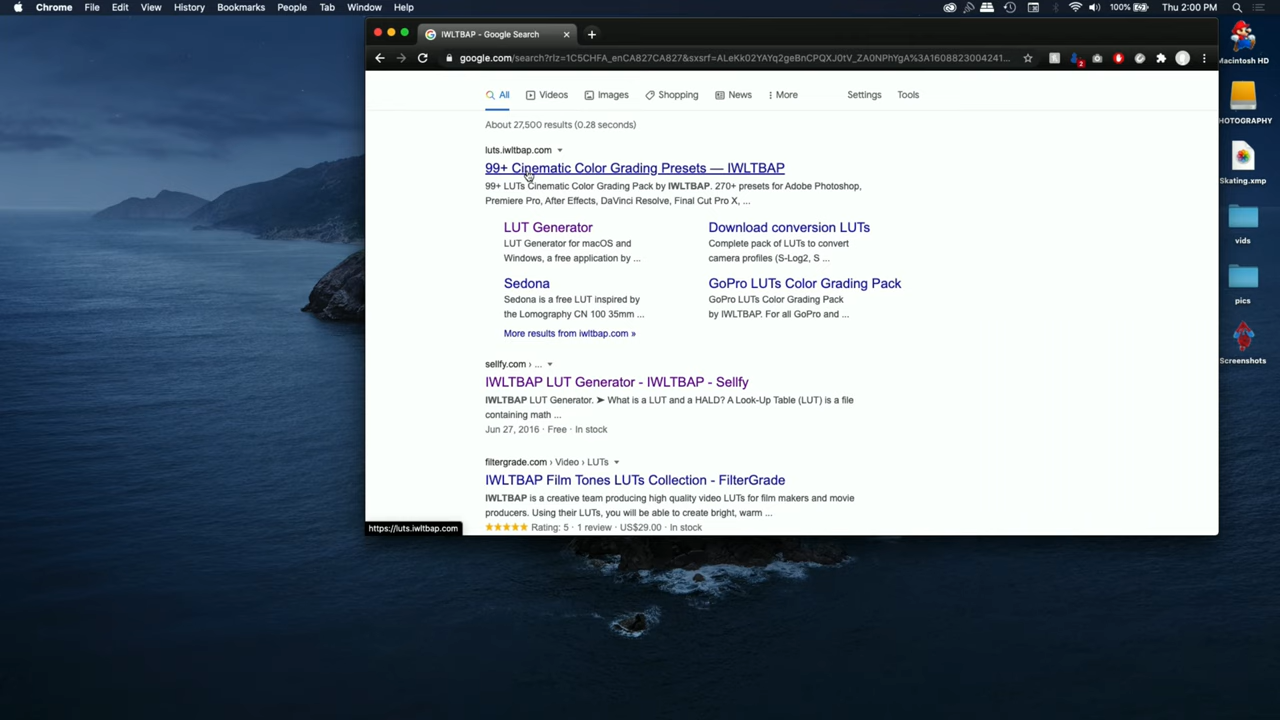 Chrome File Edit View History Bookmarks People Tab Window Help 100% Thu 2:00 PM
IWLTBAP - Google Search
google.com/search?rlz=1C5CHFA_enCA827CA827&sxsrf=ALeKk02YAYq2geBnCPQXJ0tV_ZA0NPhYgA%3A1608823004241...
2
All Videos Images Shopping News More Settings Tools
About 27,500 results (0.28 seconds)
luts.iwltbap.com
99+ Cinematic Color Grading Presets — IWLTBAP
99+ LUTs Cinematic Color Grading Pack by IWLTBAP. 270+ presets for Adobe Photoshop,
Premiere Pro, After Effects, DaVinci Resolve, Final Cut Pro X, ...
LUT Generator
LUT Generator for macOS and
Windows, a free application by ...
Download conversion LUTs
Complete pack of LUTs to convert
camera profiles (S-Log2, S ...
Sedona
Sedona is a free LUT inspired by
the Lomography CN 100 35mm ...
GoPro LUTs Color Grading Pack
GoPro LUTs Color Grading Pack
by IWLTBAP. For all GoPro and ...
More results from iwltbap.com »
sellfy.com › ...
IWLTBAP LUT Generator - IWLTBAP - Sellfy
IWLTBAP LUT Generator. ➤ What is a LUT and a HALD? A Look-Up Table (LUT) is a file
containing math ...
Jun 27, 2016 · Free · In stock
filtergrade.com › Video › LUTs
IWLTBAP Film Tones LUTs Collection - FilterGrade
IWLTBAP is a creative team producing high quality video LUTs for film makers and movie
producers. Using their LUTs, you will be able to create bright, warm ...
Rating: 5 · 1 review · US$29.00 · In stock
https://luts.iwltbap.com
Macintosh HD
HOTOGRAPHY
Skating.xmp
vids
pics
Screenshots